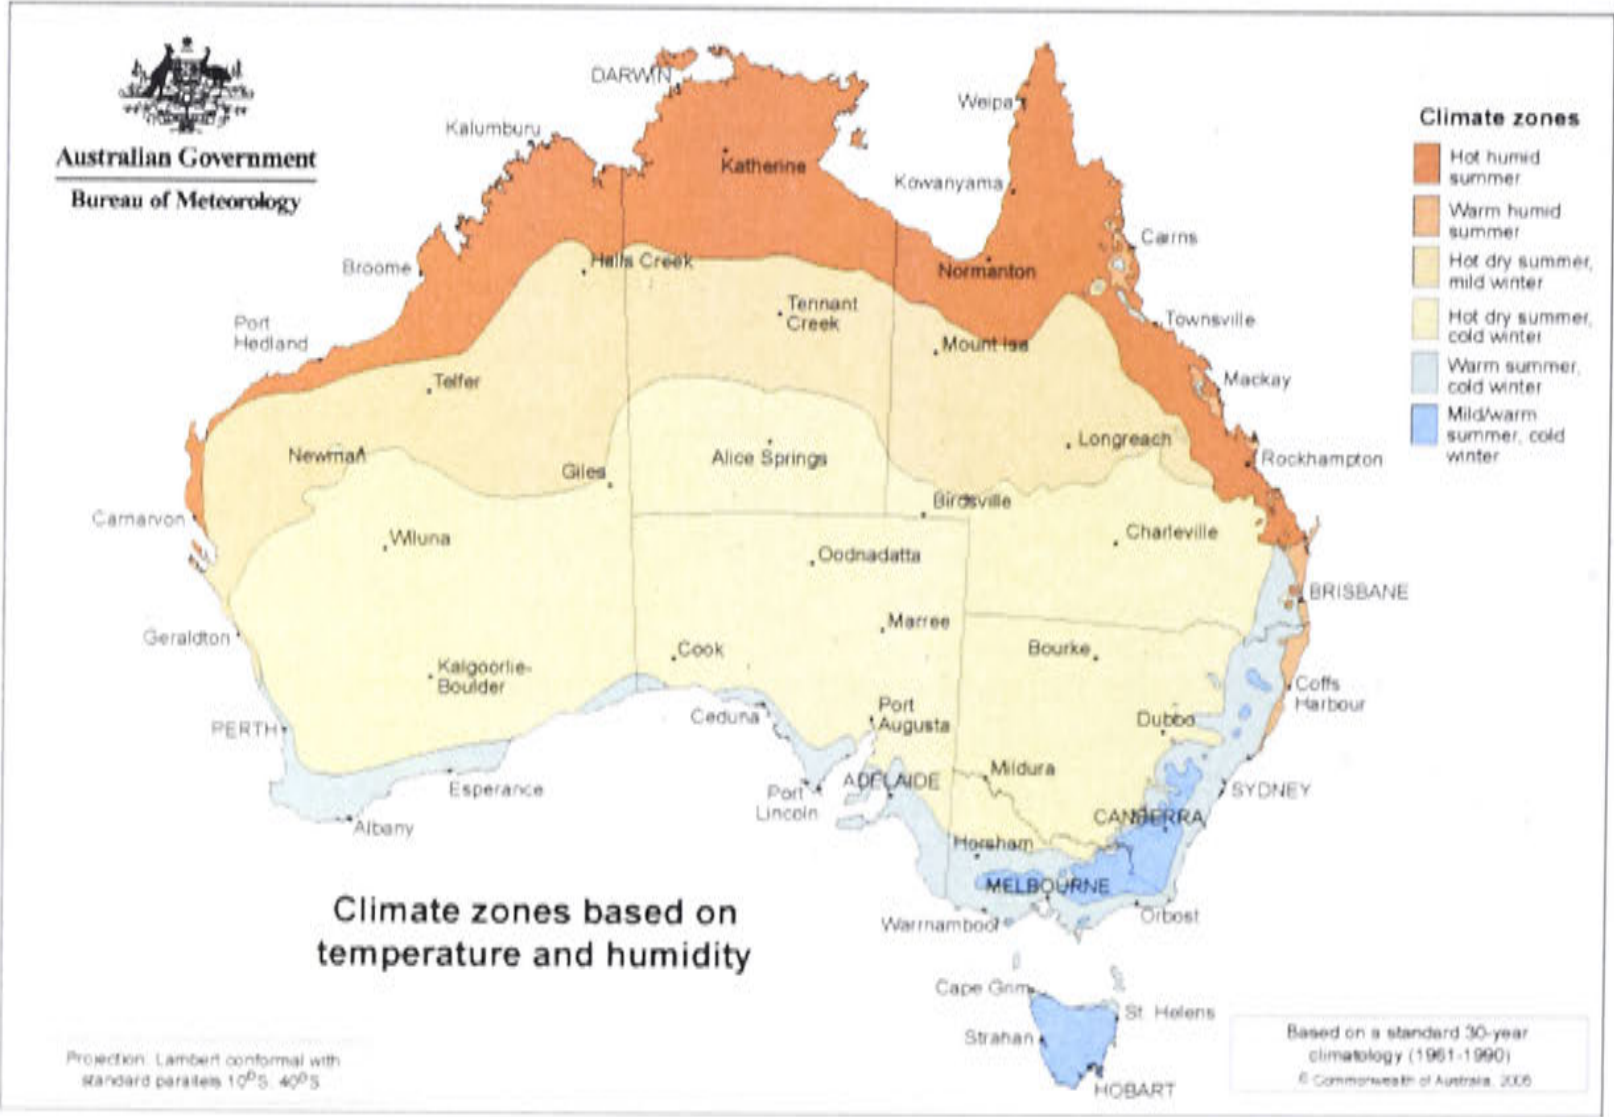 Australian Government
Bureau of Meteorology
DARWIN
Weipa
Kalumburu
Katherine
Kowanyama
Cairns
Broome
Halls Creek
Normanton
Tennant
Creek
Townsville
Port
Hedland
Mount Isa
Telfer
Mackay
Newman
Alice Springs
Longreach
Giles
Rockhampton
Birdsville
Carnarvon
Wiluna
Charleville
Oodnadatta
BRISBANE
Geraldton
Marree
Cook
Bourke
Kalgoorlie-
Boulder
Coffs
Harbour
PERTH
Ceduna
Port
Augusta
Dubbo
Mildura
ADELAIDE
Esperance
Port
Lincoln
SYDNEY
Albany
CANBERRA
Horsham
MELBOURNE
Warrnambool
Orbost
Cape Grim
St. Helens
Strahan
HOBART
Climate zones
Hot humid
summer
Warm humid
summer
Hot dry summer,
mild winter
Hot dry summer,
cold winter
Warm summer,
cold winter
Mild/warm
summer, cold
winter
Climate zones based on
temperature and humidity
Projection: Lambert conformal with
standard parallels 10°S, 40°S
Based on a standard 30-year
climatology (1961-1990)
© Commonwealth of Australia, 2005